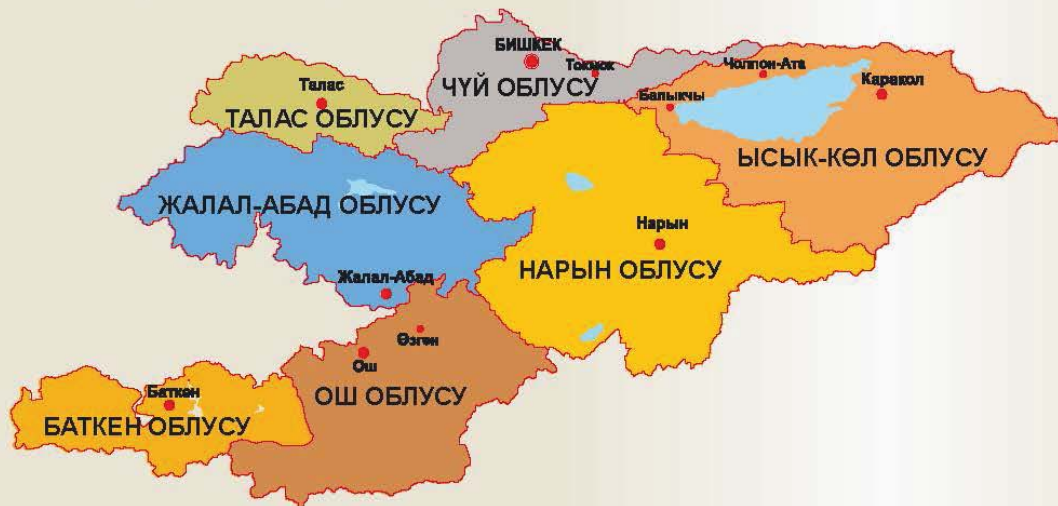 БИШКЕК
Токмок
ЧҮЙ ОБЛУСУ
Чолпон-Ата
Каракол
Балыкчы
Талас
ТАЛАС ОБЛУСУ
ЫСЫК-КӨЛ ОБЛУСУ
ЖАЛАЛ-АБАД ОБЛУСУ
Нарын
НАРЫН ОБЛУСУ
Жалал-Абад
Өзгөн
Ош
ОШ ОБЛУСУ
Баткен
БАТКЕН ОБЛУСУ